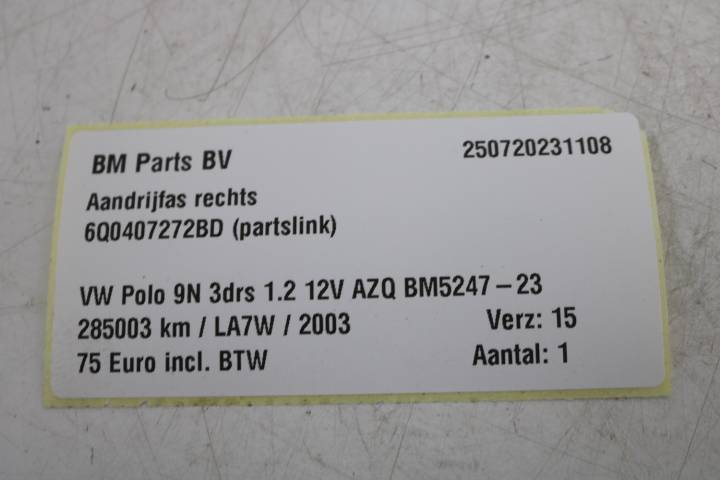 BM Parts BV 250720231108
Aandrijfas rechts
6Q0407272BD (partslink)
VW Polo 9N 3drs 1.2 12V AZQ BM5247-23
285003 km / LA7W / 2003 Verz: 15
75 Euro incl. BTW Aantal: 1